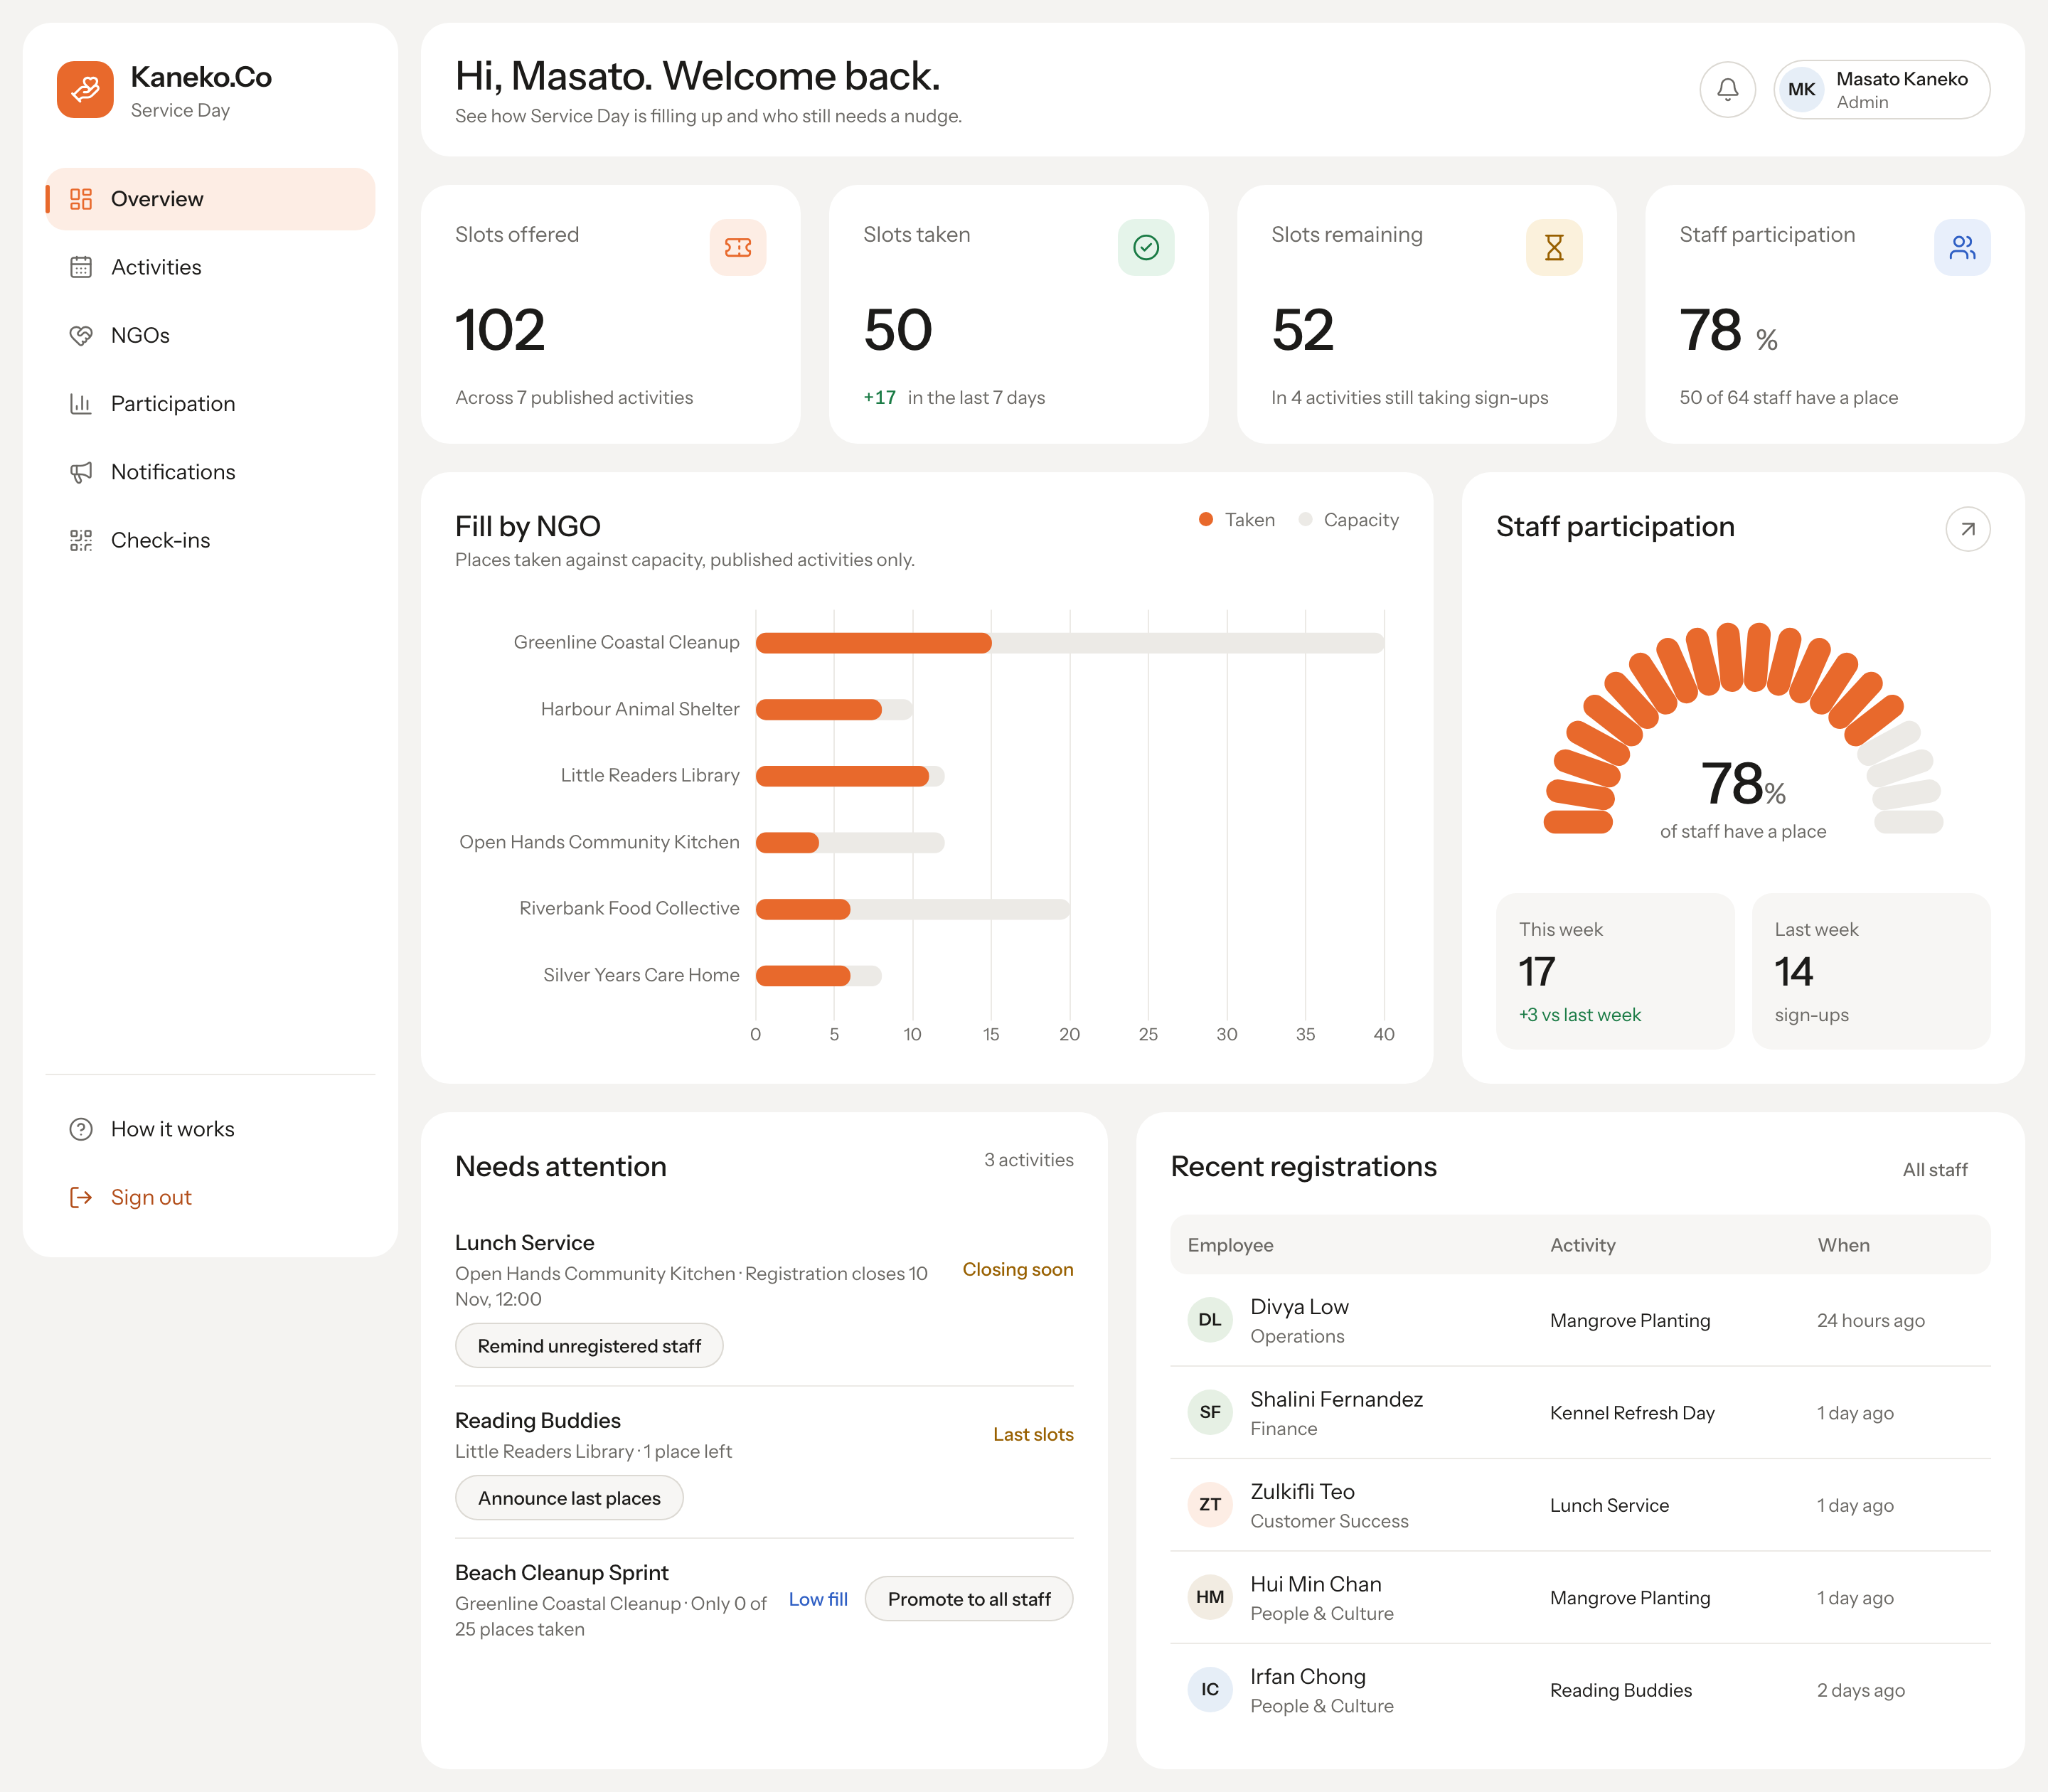 Kaneko.Co
Service Day
Overview
Activities
NGOs
Participation
Notifications
Check-ins
How it works
Sign out
Hi, Masato. Welcome back.
See how Service Day is filling up and who still needs a nudge.
MK
Masato Kaneko
Admin
Slots offered
102
Across 7 published activities
Slots taken
50
+17 in the last 7 days
Slots remaining
52
In 4 activities still taking sign-ups
Staff participation
78 %
50 of 64 staff have a place
Fill by NGO
Places taken against capacity, published activities only.
Taken
Capacity
Greenline Coastal Cleanup
Harbour Animal Shelter
Little Readers Library
Open Hands Community Kitchen
Riverbank Food Collective
Silver Years Care Home
0 5 10 15 20 25 30 35 40
Staff participation
78%
of staff have a place
This week
17
+3 vs last week
Last week
14
sign-ups
Needs attention
3 activities
Lunch Service
Open Hands Community Kitchen · Registration closes 10
Nov, 12:00
Closing soon
Remind unregistered staff
Reading Buddies
Little Readers Library · 1 place left
Last slots
Announce last places
Beach Cleanup Sprint
Greenline Coastal Cleanup · Only 0 of
25 places taken
Low fill
Promote to all staff
Recent registrations
All staff
Employee Activity When
DL
Divya Low
Operations
Mangrove Planting
24 hours ago
SF
Shalini Fernandez
Finance
Kennel Refresh Day
1 day ago
ZT
Zulkifli Teo
Customer Success
Lunch Service
1 day ago
HM
Hui Min Chan
People & Culture
Mangrove Planting
1 day ago
IC
Irfan Chong
People & Culture
Reading Buddies
2 days ago